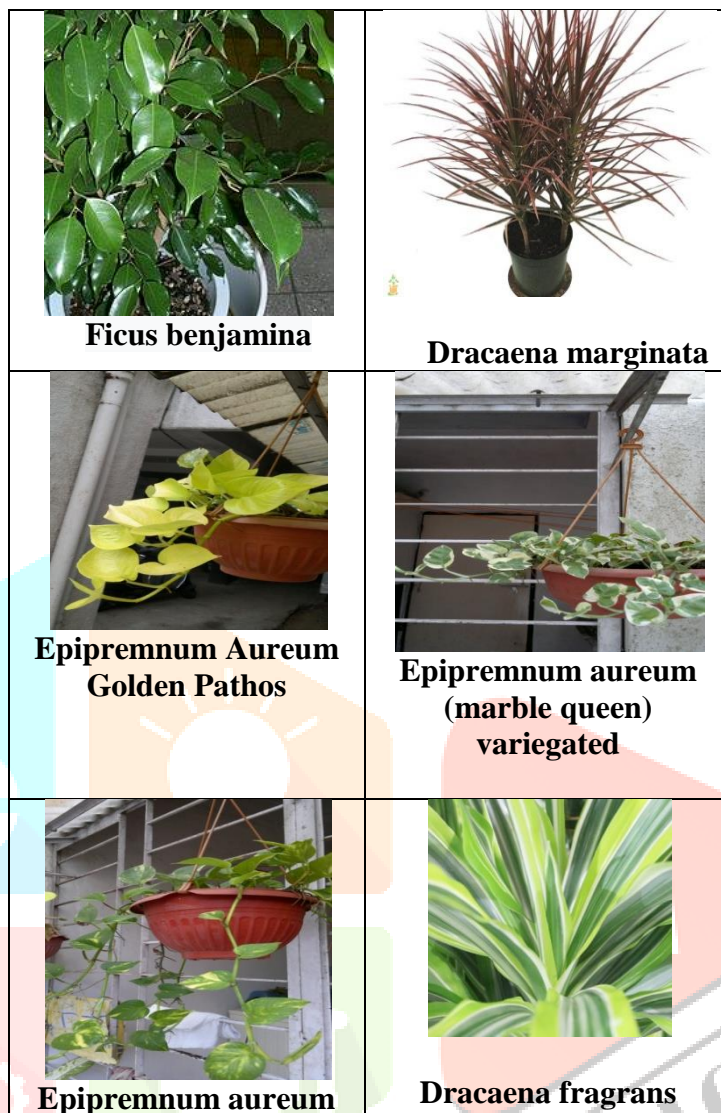 Ficus benjamina
Dracaena marginata
Epipremnum Aureum
Golden Pathos
Epipremnum aureum
(marble queen)
variegated
Epipremnum aureum
Dracaena fragrans